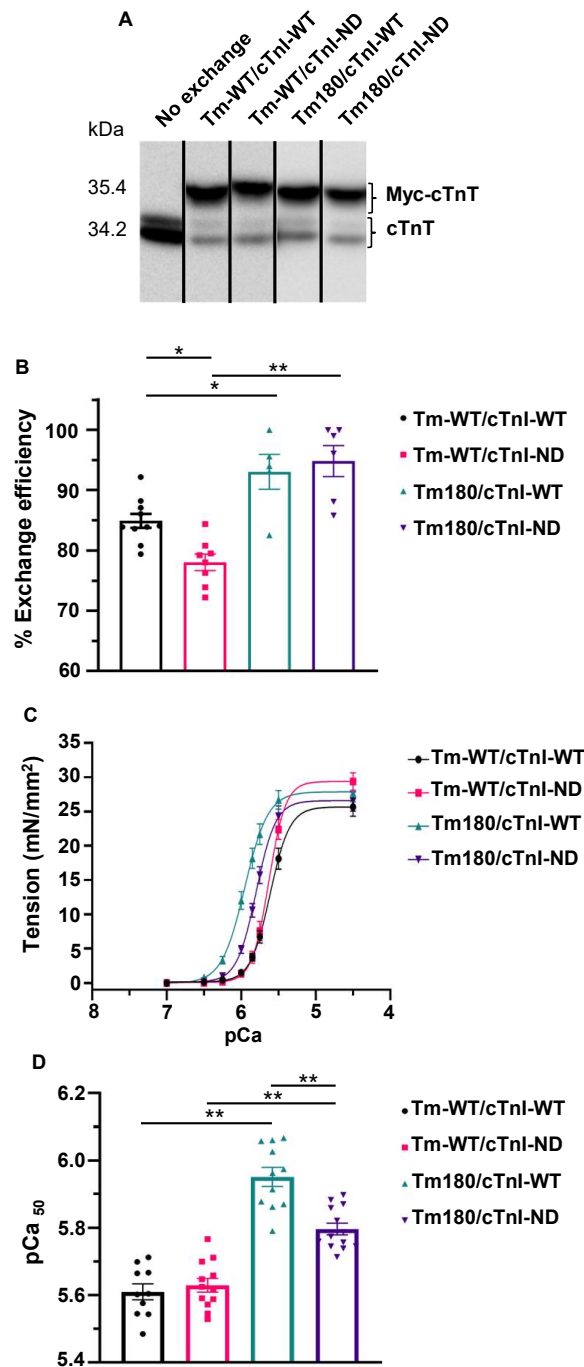 A
No exchange
Tm-WT/cTnI-WT
Tm-WT/cTnI-ND
Tm180/cTnI-WT
Tm180/cTnI-ND
kDa
35.4
34.2
Myc-cTnT
cTnT
B
*
*
**
% Exchange efficiency
100
90
80
70
60
Tm-WT/cTnI-WT
Tm-WT/cTnI-ND
Tm180/cTnI-WT
Tm180/cTnI-ND
C
Tension (mN/mm²)
35
30
25
20
15
10
5
0
8 7 6 5 4
pCa
Tm-WT/cTnI-WT
Tm-WT/cTnI-ND
Tm180/cTnI-WT
Tm180/cTnI-ND
D
**
**
**
pCa 50
6.2
6.0
5.8
5.6
5.4
Tm-WT/cTnI-WT
Tm-WT/cTnI-ND
Tm180/cTnI-WT
Tm180/cTnI-ND